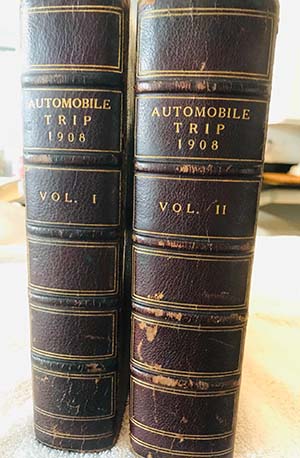 AUTOMOBILE
TRIP
1908
VOL. I
AUTOMOBILE
TRIP
1908
VOL. II